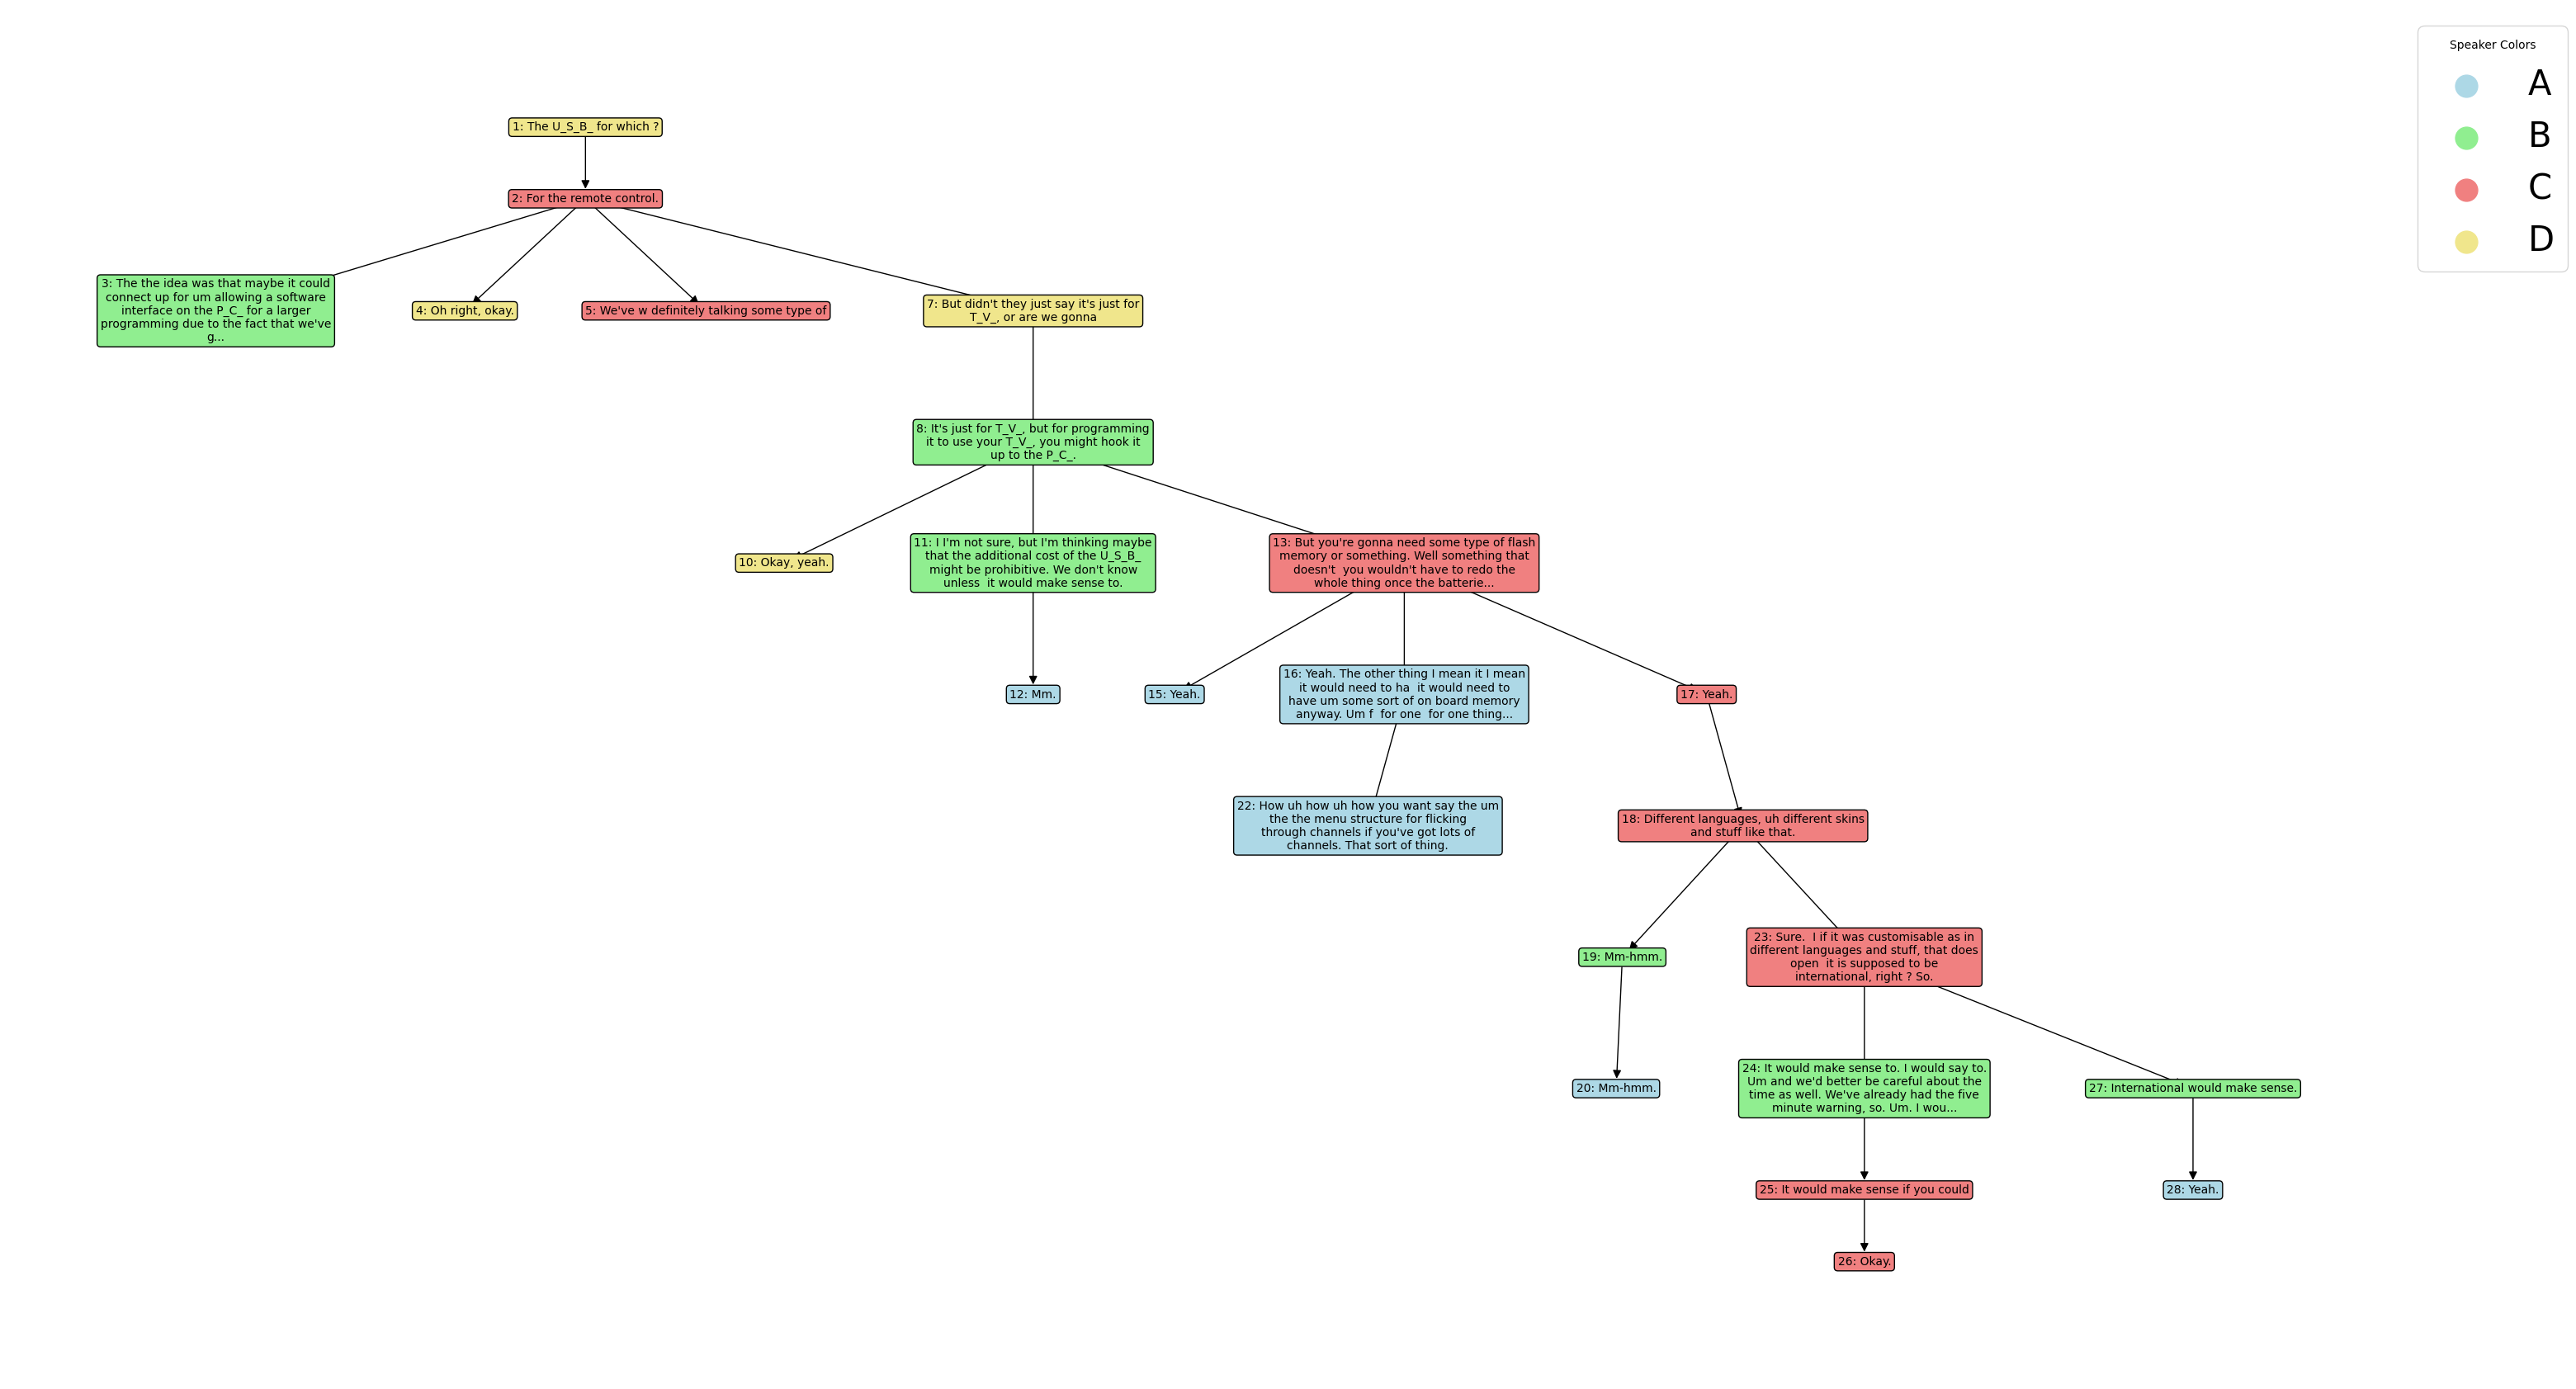 Speaker Colors
A
B
C
D
1: The U_S_B_ for which ?
2: For the remote control.
3: The the idea was that maybe it could
connect up for um allowing a software
interface on the P_C_ for a larger
programming due to the fact that we've
g...
4: Oh right, okay.
5: We've w definitely talking some type of
7: But didn't they just say it's just for
T_V_, or are we gonna
8: It's just for T_V_, but for programming
it to use your T_V_, you might hook it
up to the P_C_.
10: Okay, yeah.
11: I I'm not sure, but I'm thinking maybe
that the additional cost of the U_S_B_
might be prohibitive. We don't know
unless  it would make sense to.
13: But you're gonna need some type of flash
memory or something. Well something that
doesn't  you wouldn't have to redo the
whole thing once the batterie...
12: Mm.
15: Yeah.
16: Yeah. The other thing I mean it I mean
it would need to ha  it would need to
have um some sort of on board memory
anyway. Um f  for one  for one thing...
17: Yeah.
22: How uh how uh how you want say the um
the the menu structure for flicking
through channels if you've got lots of
channels. That sort of thing.
18: Different languages, uh different skins
and stuff like that.
19: Mm-hmm.
23: Sure.  I if it was customisable as in
different languages and stuff, that does
open  it is supposed to be
international, right ? So.
20: Mm-hmm.
24: It would make sense to. I would say to.
Um and we'd better be careful about the
time as well. We've already had the five
minute warning, so. Um. I wou...
27: International would make sense.
25: It would make sense if you could
28: Yeah.
26: Okay.